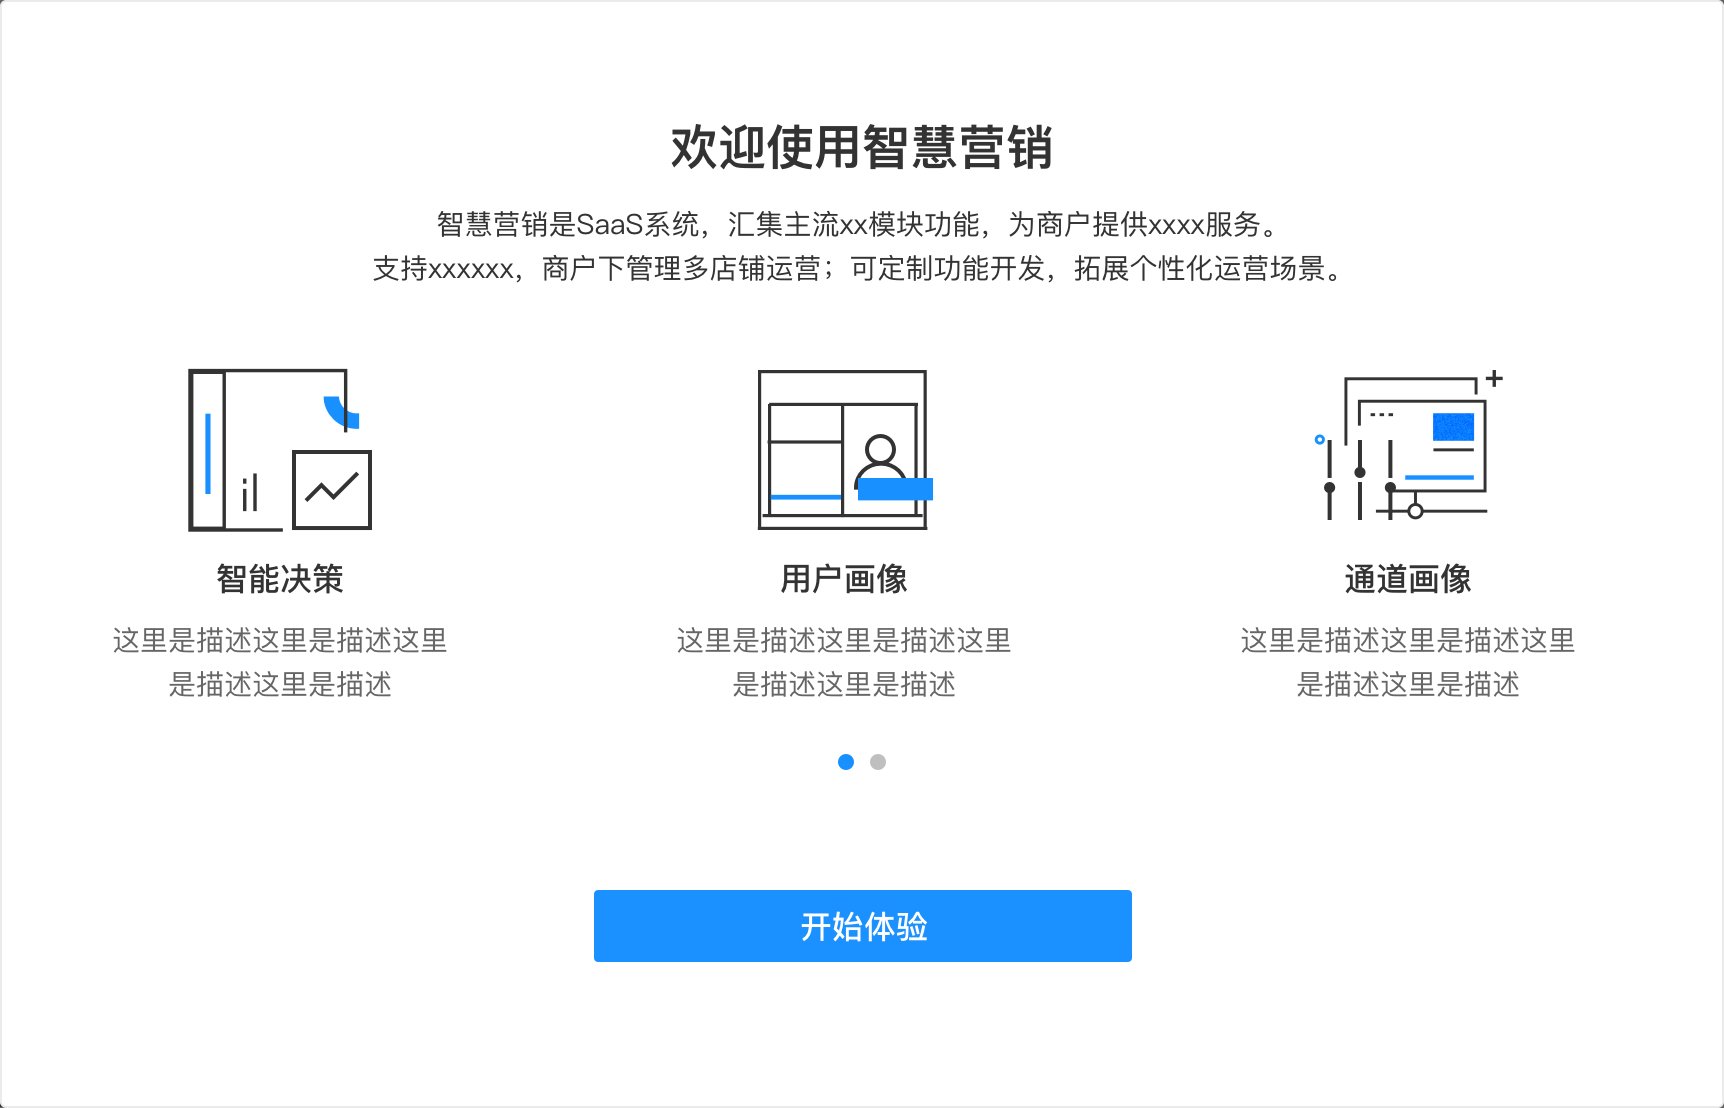 欢迎使用智慧营销
智慧营销是SaaS系统，汇集主流xx模块功能，为商户提供xxxx服务。
支持xxxxxx，商户下管理多店铺运营；可定制功能开发，拓展个性化运营场景。
智能决策
这里是描述这里是描述这里
是描述这里是描述
用户画像
这里是描述这里是描述这里
是描述这里是描述
通道画像
这里是描述这里是描述这里
是描述这里是描述
开始体验